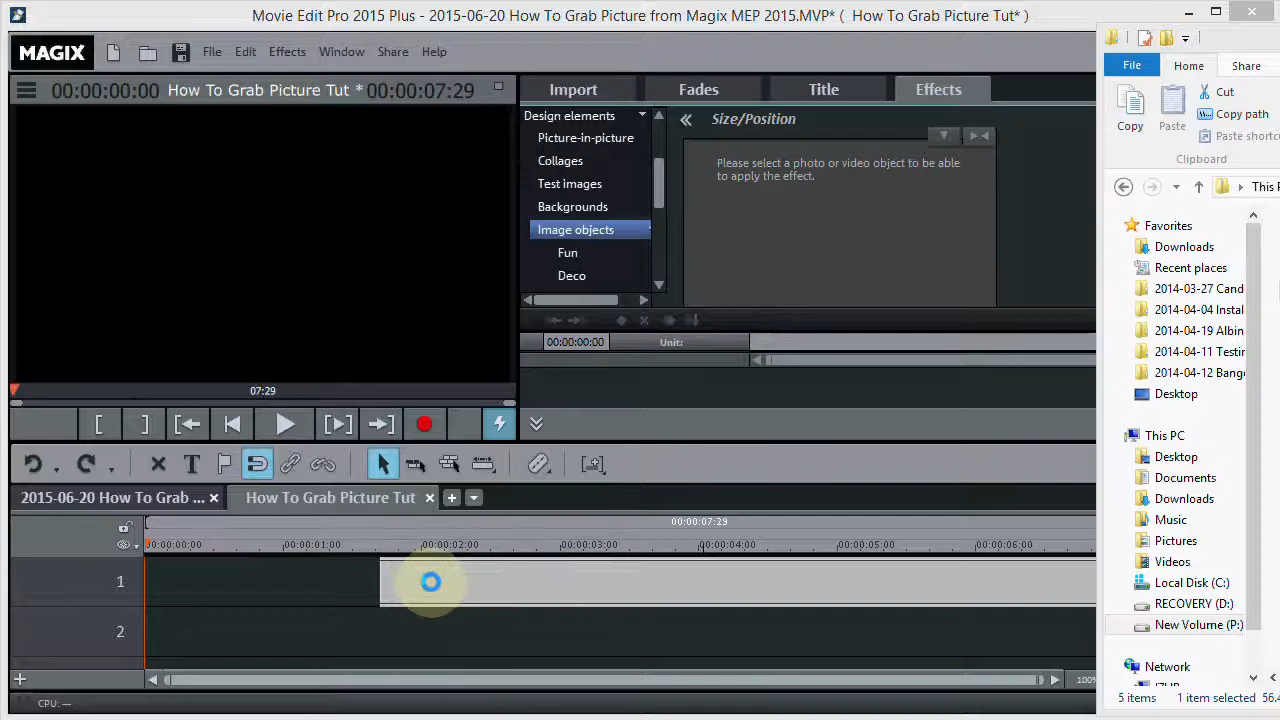 Movie Edit Pro 2015 Plus - 2015-06-20 How To Grab Picture from Magix MEP 2015.MVP* ( How To Grab Picture Tut* )
MAGIX
File Edit Effects Window Share Help
00:00:00:00 How To Grab Picture Tut * 00:00:07:29
Import Fades Title Effects
Design elements
Picture-in-picture
Collages
Test images
Backgrounds
Image objects
Fun
Deco
Size/Position
Please select a photo or video object to be able
to apply the effect.
00:00:00:00 Unit:
07:29
2015-06-20 How To Grab ... How To Grab Picture Tut
00:00:07:29
00:00:00:00 00:00:01:00 00:00:02:00 00:00:03:00 00:00:04:00 00:00:05:00 00:00:06:00
1
2
100%
CPU: —
File Home Share
Copy
Paste
Cut
Copy path
Paste shortc
Clipboard
This P
Favorites
Downloads
Recent places
2014-03-27 Cand
2014-04-04 Instal
2014-04-19 Albin
2014-04-11 Testin
2014-04-12 Bange
Desktop
This PC
Desktop
Documents
Downloads
Music
Pictures
Videos
Local Disk (C:)
RECOVERY (D:)
New Volume (P:)
Network
5 items 1 item selected 56.4